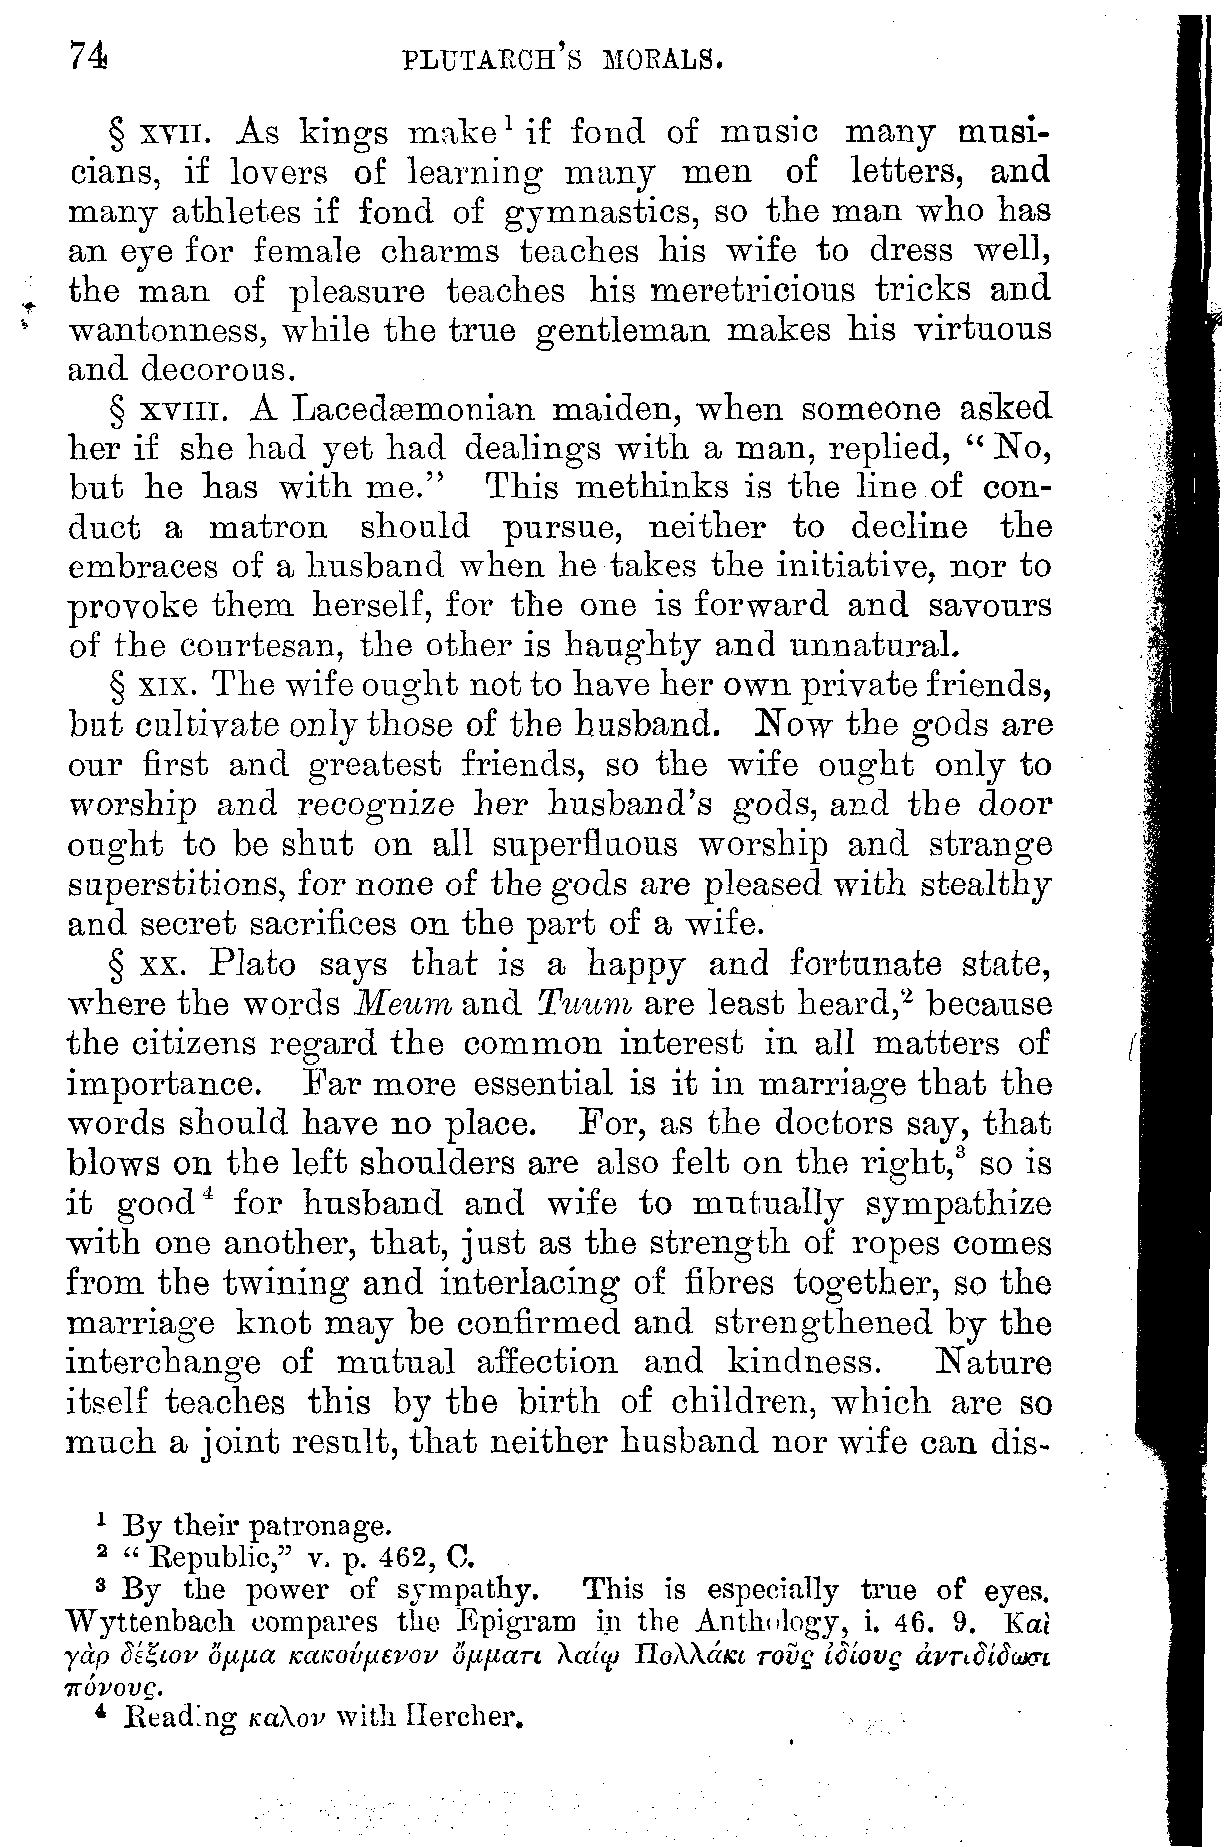 74 PLUTARCH'S MORALS.
§ XVII. As kings make¹ if fond of music many musi-
cians, if lovers of learning many men of letters, and
many athletes if fond of gymnastics, so the man who has
an eye for female charms teaches his wife to dress well,
the man of pleasure teaches his meretricious tricks and
wantonness, while the true gentleman makes his virtuous
and decorous.
§ XVIII. A Lacedæmonian maiden, when someone asked
her if she had yet had dealings with a man, replied, “No,
but he has with me.” This methinks is the line of con-
duct a matron should pursue, neither to decline the
embraces of a husband when he takes the initiative, nor to
provoke them herself, for the one is forward and savours
of the courtesan, the other is haughty and unnatural.
§ XIX. The wife ought not to have her own private friends,
but cultivate only those of the husband. Now the gods are
our first and greatest friends, so the wife ought only to
worship and recognize her husband's gods, and the door
ought to be shut on all superfluous worship and strange
superstitions, for none of the gods are pleased with stealthy
and secret sacrifices on the part of a wife.
§ XX. Plato says that is a happy and fortunate state,
where the words Meum and Tuum are least heard,² because
the citizens regard the common interest in all matters of
importance. Far more essential is it in marriage that the
words should have no place. For, as the doctors say, that
blows on the left shoulders are also felt on the right,³ so is
it good⁴ for husband and wife to mutually sympathize
with one another, that, just as the strength of ropes comes
from the twining and interlacing of fibres together, so the
marriage knot may be confirmed and strengthened by the
interchange of mutual affection and kindness. Nature
itself teaches this by the birth of children, which are so
much a joint result, that neither husband nor wife can dis-
¹ By their patronage.
² “Republic,” v. p. 462, C.
³ By the power of sympathy. This is especially true of eyes.
Wyttenbach compares the Epigram in the Anthology, i. 46. 9. Καὶ
γὰρ δέξιον ὄμμα κακούμενον ὄμματι λαίῳ Πολλάκι τοῦς ἰδίους ἀντιδίδωσι
πόνους.
⁴ Reading καλον with Hercher.